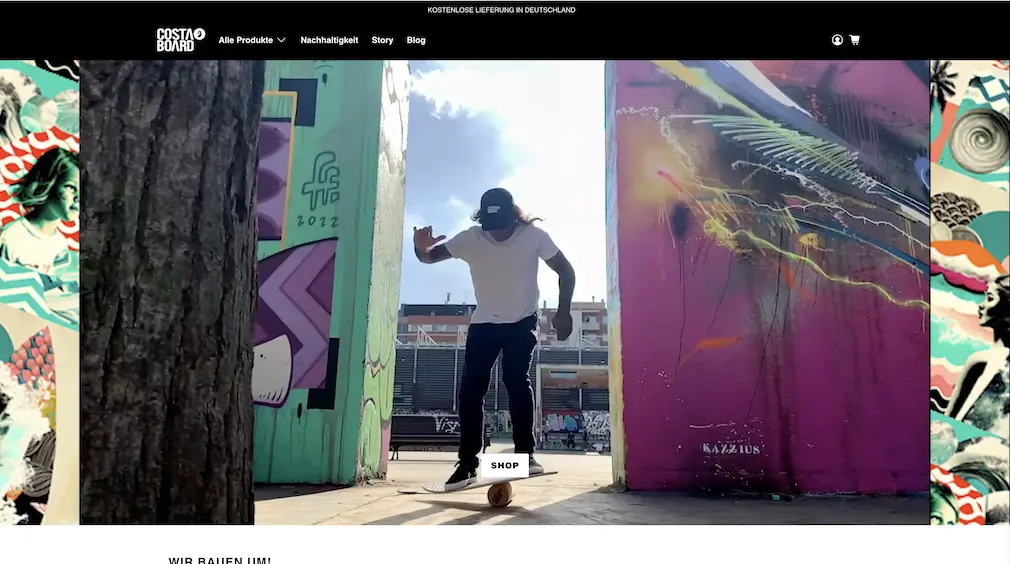 KOSTENLOSE LIEFERUNG IN DEUTSCHLAND
COSTA
BOARD
Alle Produkte
Nachhaltigkeit
Story
Blog
2022
SHOP
KAZZIUS
WIR BAUEN UM!